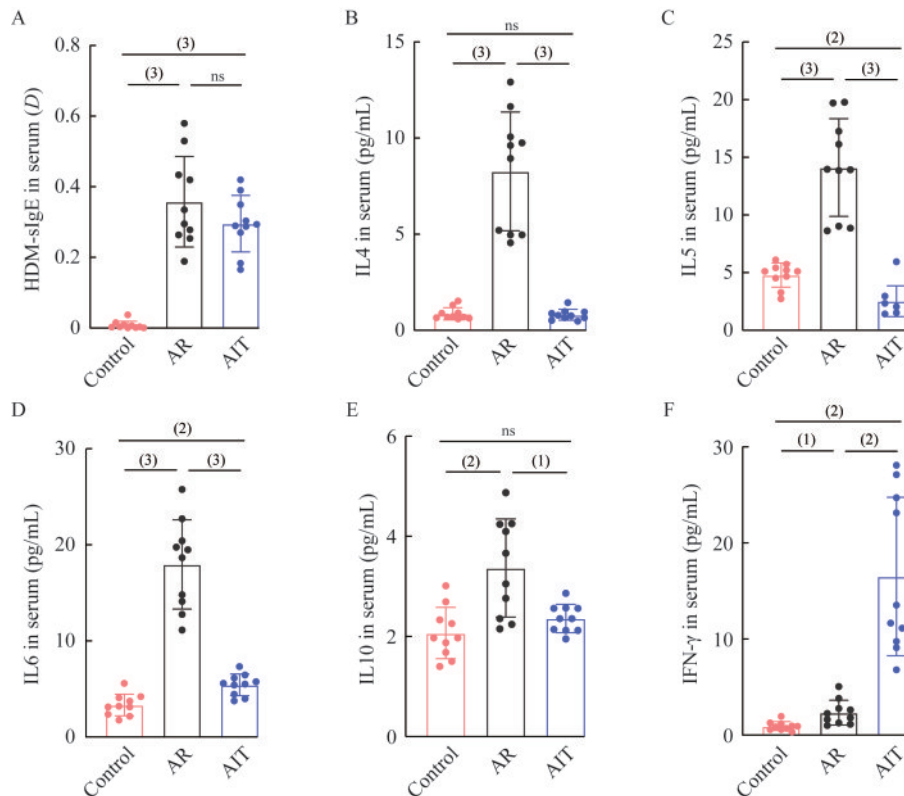 A
HDM-sIgE in serum (D)
0.8
0.6
0.4
0.2
0
(3)
(3)
ns
Control
AR
AIT
B
IL4 in serum (pg/mL)
15
10
5
0
ns
(3)
(3)
Control
AR
AIT
C
IL5 in serum (pg/mL)
25
20
15
10
5
0
(2)
(3)
(3)
Control
AR
AIT
D
IL6 in serum (pg/mL)
30
20
10
0
(2)
(3)
(3)
Control
AR
AIT
E
IL10 in serum (pg/mL)
6
4
2
0
ns
(2)
(1)
Control
AR
AIT
F
IFN-γ in serum (pg/mL)
30
20
10
0
(2)
(1)
(2)
Control
AR
AIT